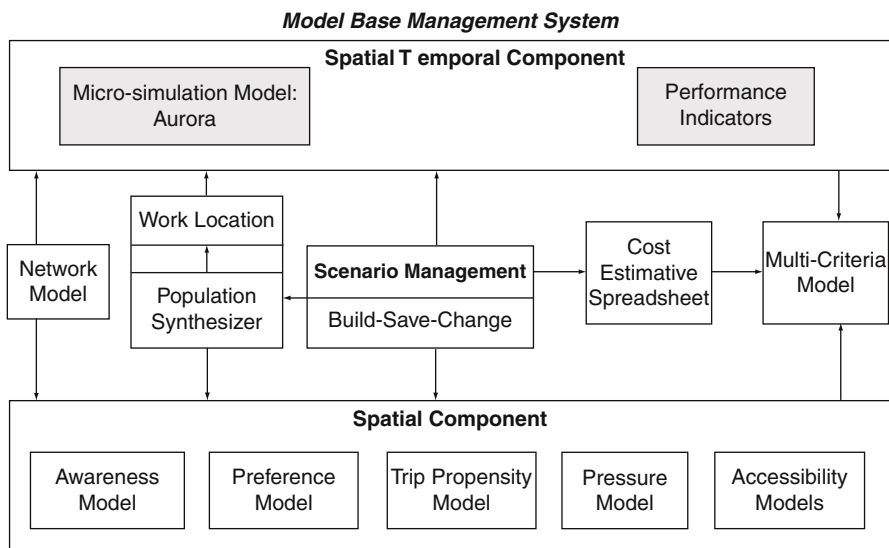 Model Base Management System
Spatial T emporal Component
Micro-simulation Model:
Aurora
Performance
Indicators
Work Location
Network
Model
Population
Synthesizer
Scenario Management
Build-Save-Change
Cost
Estimative
Spreadsheet
Multi-Criteria
Model
Spatial Component
Awareness
Model
Preference
Model
Trip Propensity
Model
Pressure
Model
Accessibility
Models